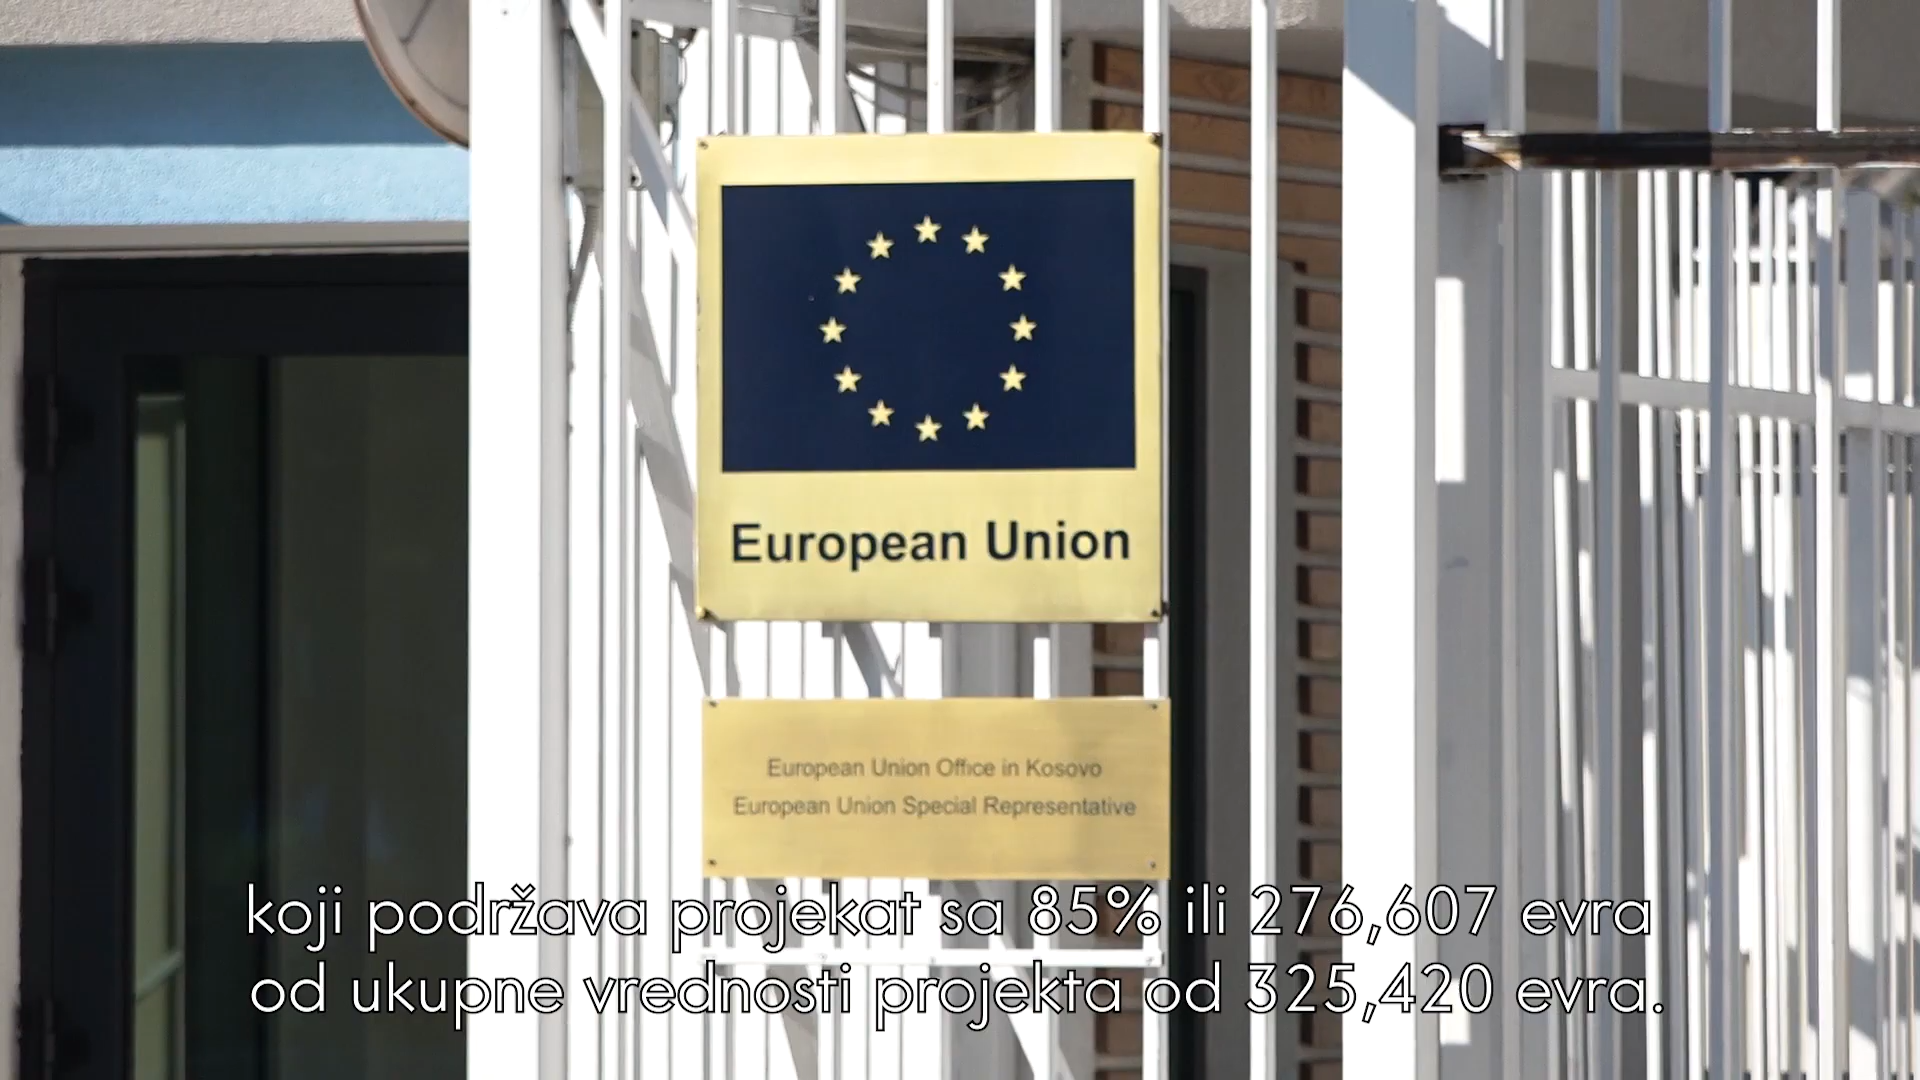 European Union
European Union Office in Kosovo
European Union Special Representative
koji podržava projekat sa 85% ili 276,607 evra
od ukupne vrednosti projekta od 325,420 evra.